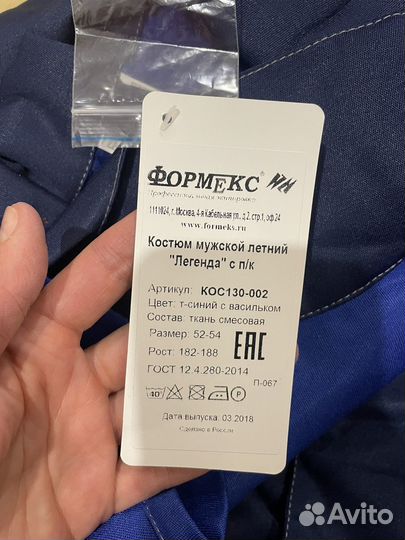 ФОРМЕКС®
Профессиональная экипировка
111024, г. Москва, 4-я Кабельная ул., д.2, стр.1, оф.24
www.formeks.ru
Костюм мужской летний
"Легенда" с п/к
Артикул: КОС130-002
Цвет: т-синий с васильком
Состав: ткань смесовая
Размер: 52-54
Рост: 182-188
ГОСТ 12.4.280-2014
ЕАС
П-067
40°
P
Дата выпуска: 03.2018
Сделано в России
Avito